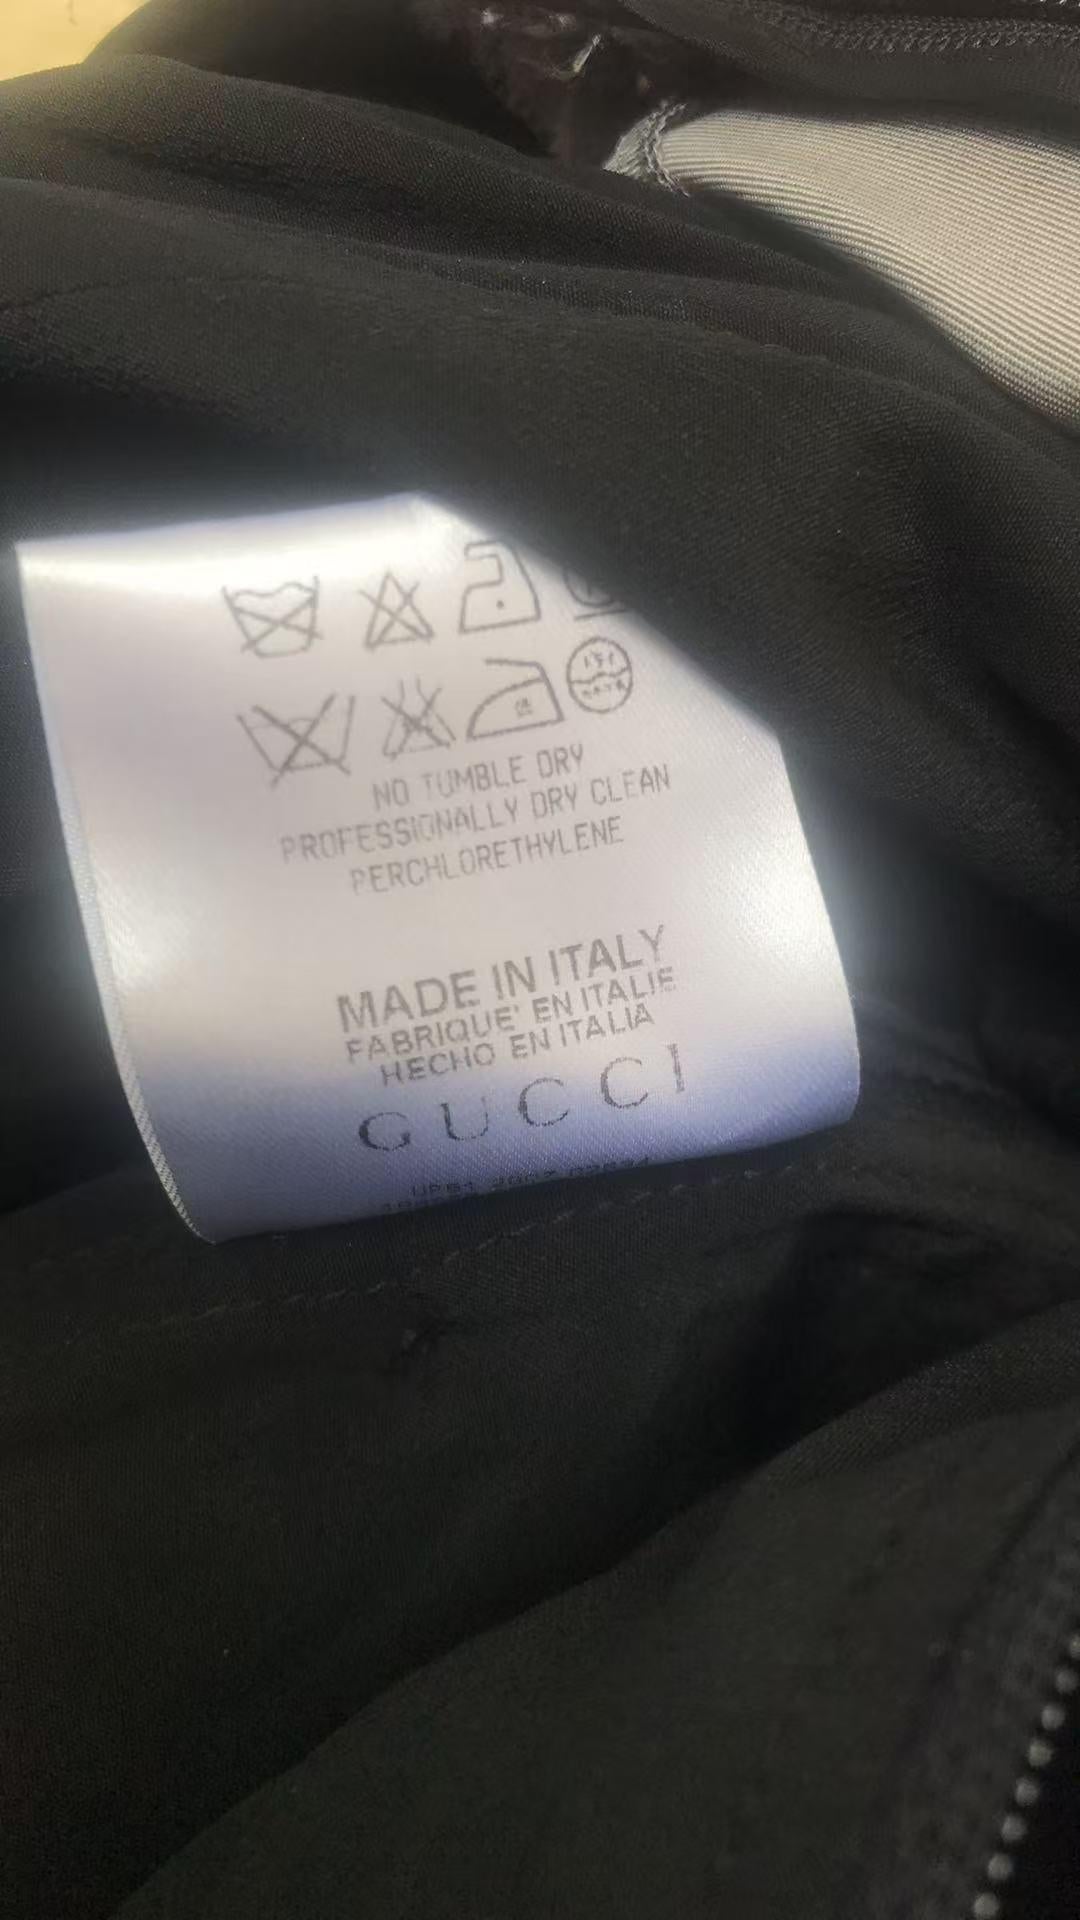 NO TUMBLE DRY
PROFESSIONALLY DRY CLEAN
PERCHLORETHYLENE
MADE IN ITALY
FABRIQUE' EN ITALIE
HECHO EN ITALIA
GUCCI